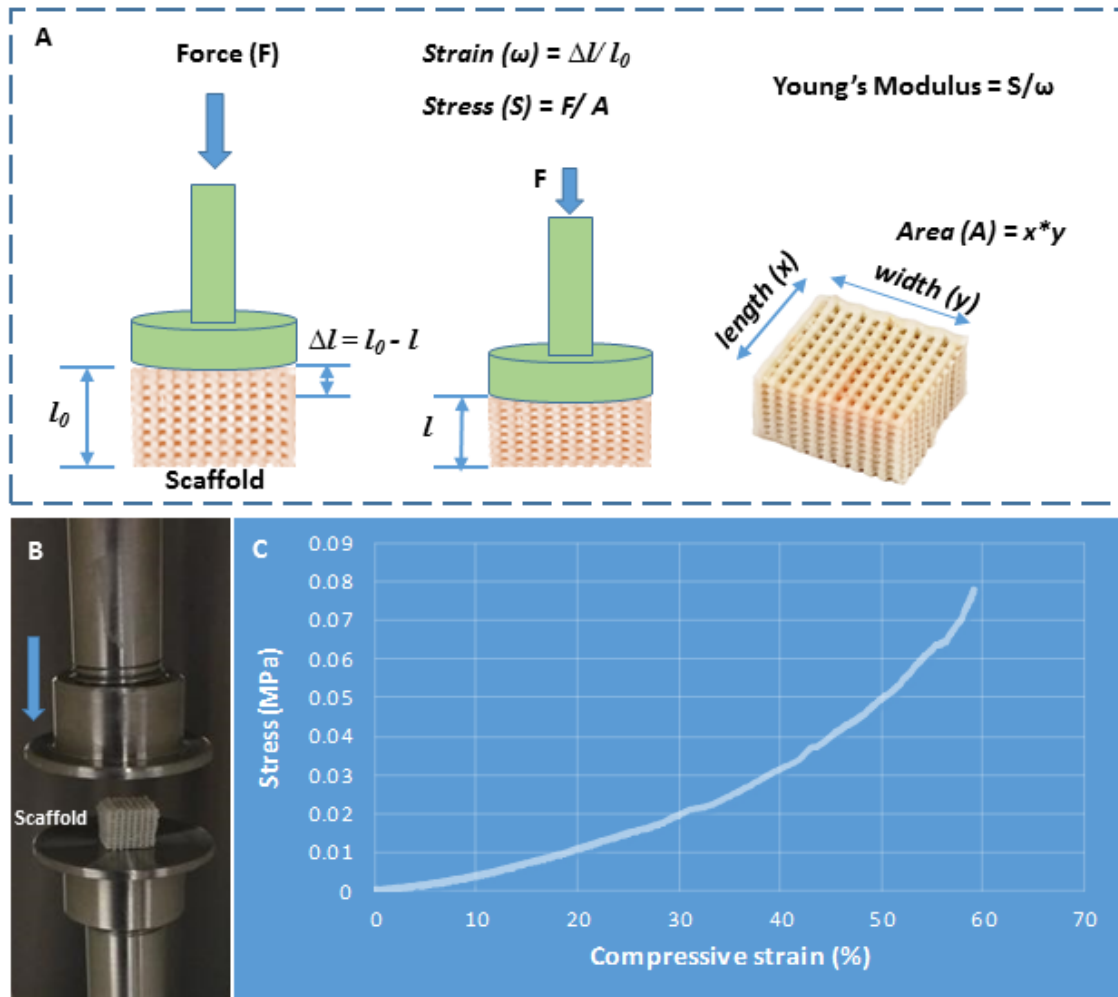 A
Force (F)
Strain (ω) = Δl/ l₀
Stress (S) = F/ A
Young's Modulus = S/ω
F
Area (A) = x*y
length (x)
width (y)
Δl = l₀ - l
l₀
l
Scaffold
B
Scaffold
C
0.09
0.08
0.07
0.06
0.05
0.04
0.03
0.02
0.01
0
Stress (MPa)
0 10 20 30 40 50 60 70
Compressive strain (%)